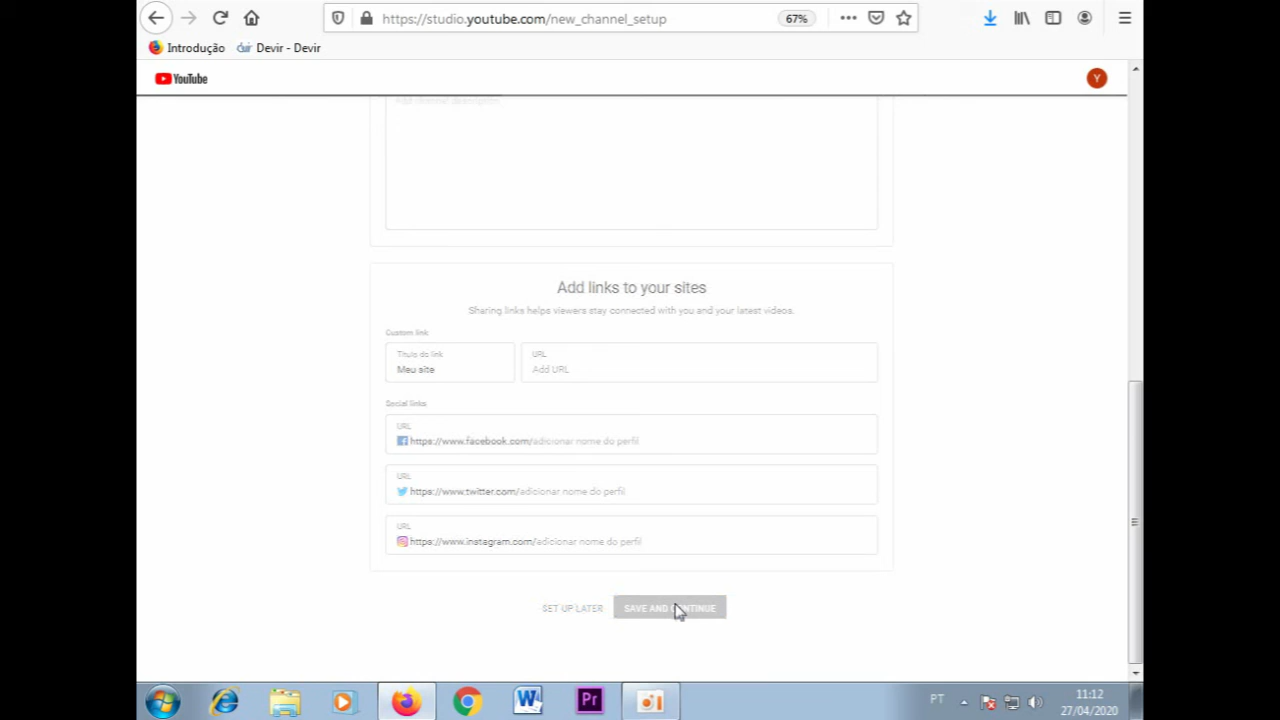 https://studio.youtube.com/new_channel_setup
67%
Introdução
Devir - Devir
YouTube
Y
Add channel description
Add links to your sites
Sharing links helps viewers stay connected with you and your latest videos.
Custom link
Título do link
URL
Meu site
Add URL
Social links
URL
https://www.facebook.com/adicionar nome do perfil
URL
https://www.twitter.com/adicionar nome do perfil
URL
https://www.instagram.com/adicionar nome do perfil
SET UP LATER
SAVE AND CONTINUE
PT
11:12
27/04/2020